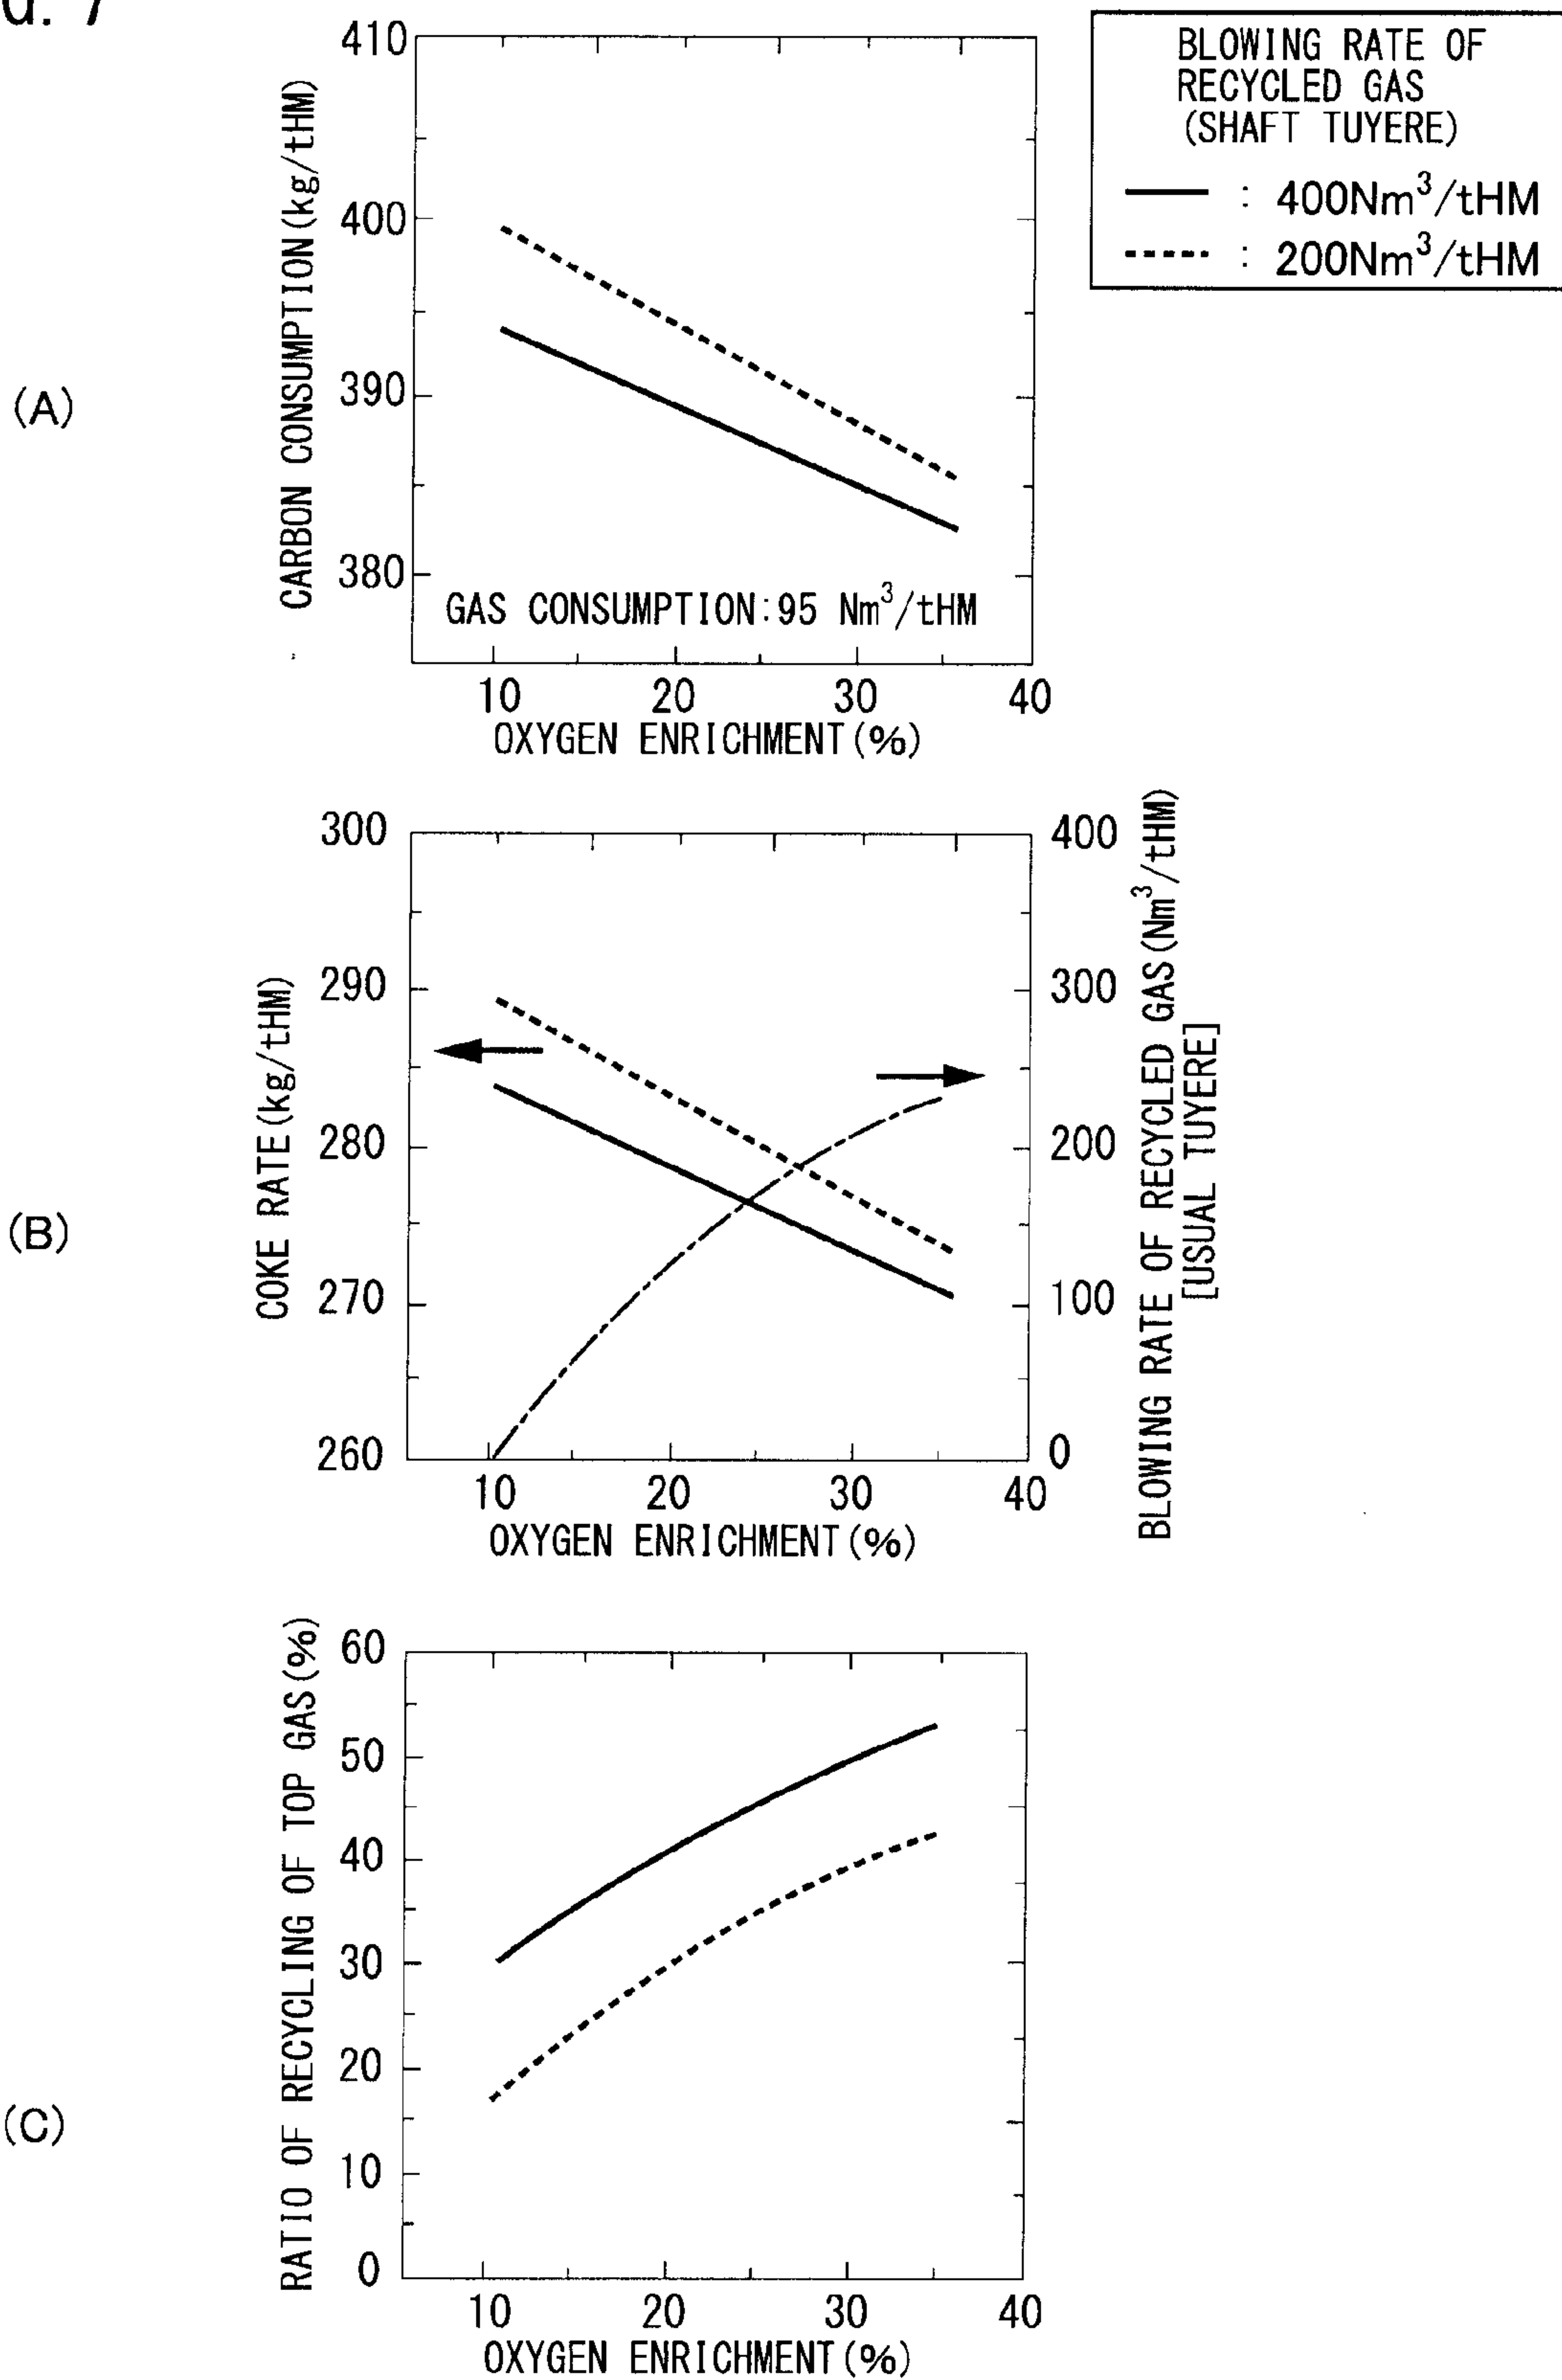 d. 7
BLOWING RATE OF
RECYCLED GAS
(SHAFT TUYERE)
: 400Nm³/tHM
: 200Nm³/tHM
(A)
CARBON CONSUMPTION(kg/tHM)
410
400
390
380
GAS CONSUMPTION:95 Nm³/tHM
10 20 30 40
OXYGEN ENRICHMENT(%)
(B)
COKE RATE(kg/tHM)
300
290
280
270
260
400
300
200
100
0
BLOWING RATE OF RECYCLED GAS(Nm³/tHM)
[USUAL TUYERE]
10 20 30 40
OXYGEN ENRICHMENT(%)
(C)
RATIO OF RECYCLING OF TOP GAS(%)
60
50
40
30
20
10
0
10 20 30 40
OXYGEN ENRICHMENT(%)